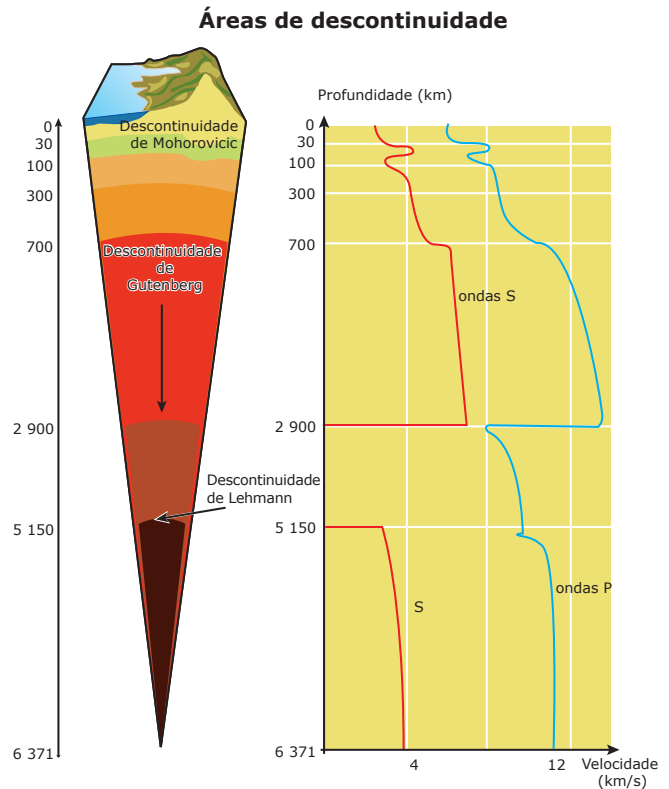 Áreas de descontinuidade
0
30
100
300
700
2 900
5 150
6 371
Descontinuidade
de Mohorovicic
Descontinuidade
de
Gutenberg
Descontinuidade
de Lehmann
Profundidade (km)
0
30
100
300
700
2 900
5 150
6 371
ondas S
ondas P
S
4
12
Velocidade
(km/s)